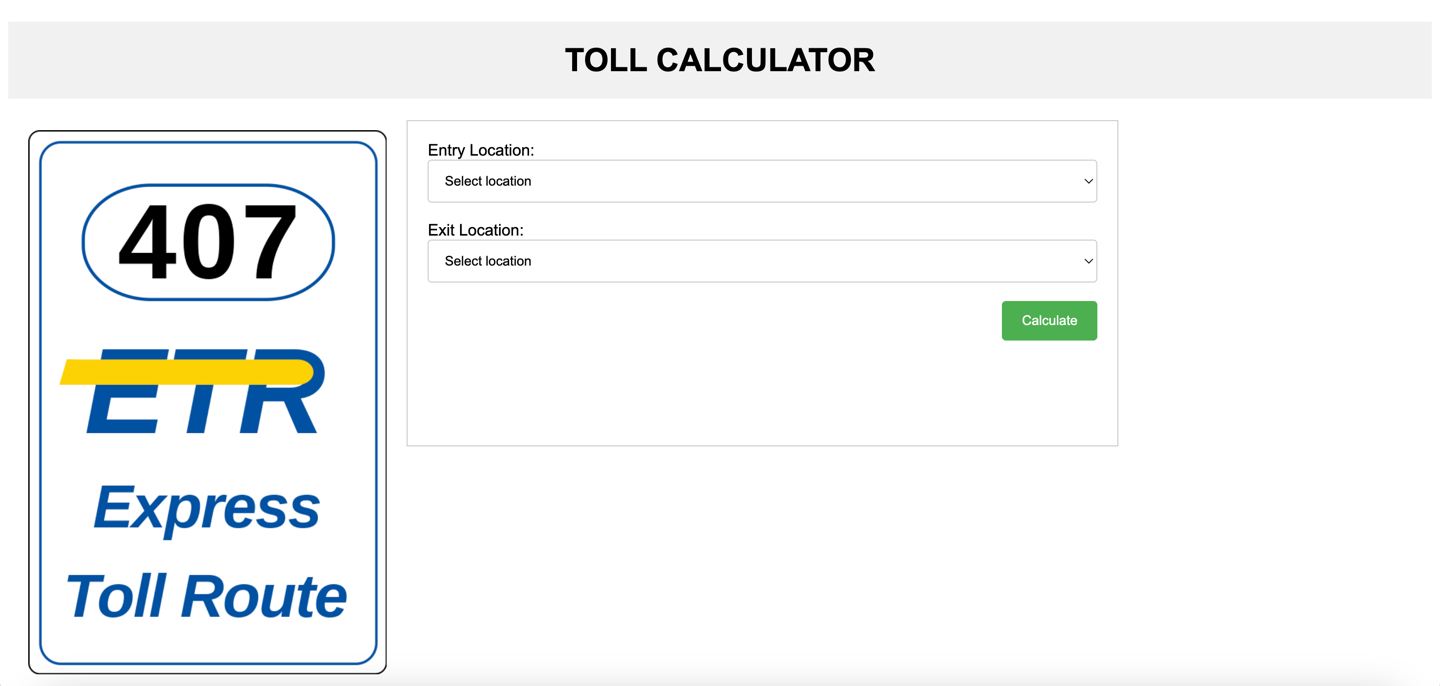 TOLL CALCULATOR
407
ETR
Express
Toll Route
Entry Location:
Select location
Exit Location:
Select location
Calculate